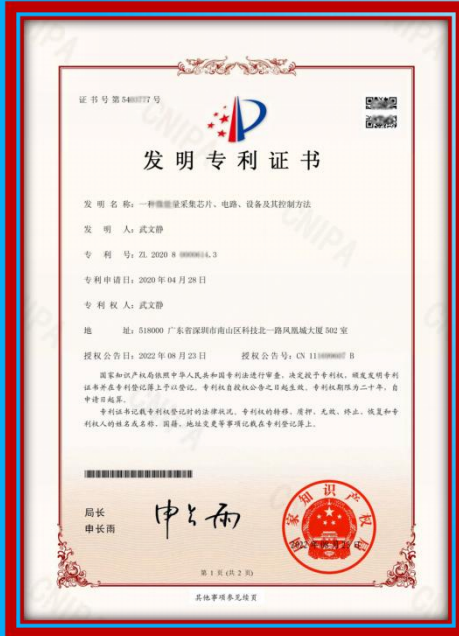 证书号第54 77号
发明专利证书
发明名称：一种 量采集芯片、电路、设备及其控制方法
发明人：武文静
专利号：ZL 2020 8 .3
专利申请日：2020年04月28日
专利权人：武文静
地址：518000 广东省深圳市南山区科技北一路凤凰城大厦502室
授权公告日：2022年08月23日 授权公告号：CN 11 B
国家知识产权局依照中华人民共和国专利法进行审查，决定授予专利权，颁发发明专利
证书并在专利登记簿上予以登记。专利权自授权公告之日起生效。专利权期限为二十年，自
申请日起算。
专利证书记载专利权登记时的法律状况。专利权的转移、质押、无效、终止、恢复和专
利权人的姓名或名称、国籍、地址变更等事项记载在专利登记簿上。
局长
申长雨
申长雨
国家知识产权局
第 1 页 (共 2 页)
其他事项参见续页
CNIPA